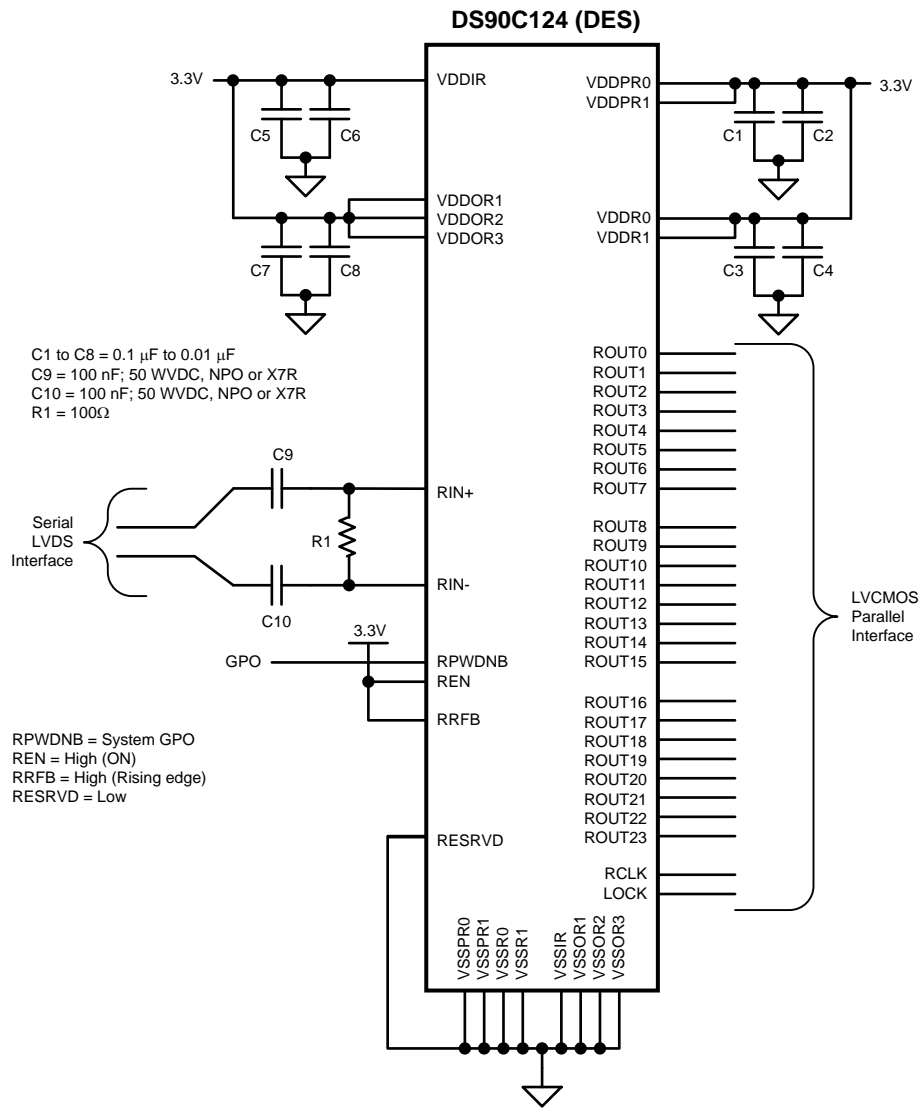 DS90C124 (DES)
3.3V
VDDIR
VDDPR0
VDDPR1
3.3V
C5
C6
C1
C2
VDDOR1
VDDOR2
VDDOR3
VDDR0
VDDR1
C7
C8
C3
C4
C1 to C8 = 0.1 μF to 0.01 μF
C9 = 100 nF; 50 WVDC, NPO or X7R
C10 = 100 nF; 50 WVDC, NPO or X7R
R1 = 100Ω
C9
Serial
LVDS
Interface
R1
C10
RIN+
RIN-
3.3V
GPO
RPWDNB
REN
RRFB
RPWDNB = System GPO
REN = High (ON)
RRFB = High (Rising edge)
RESRVD = Low
RESRVD
ROUT0
ROUT1
ROUT2
ROUT3
ROUT4
ROUT5
ROUT6
ROUT7
ROUT8
ROUT9
ROUT10
ROUT11
ROUT12
ROUT13
ROUT14
ROUT15
ROUT16
ROUT17
ROUT18
ROUT19
ROUT20
ROUT21
ROUT22
ROUT23
RCLK
LOCK
LVCMOS
Parallel
Interface
VSSPR0
VSSPR1
VSSR0
VSSR1
VSSIR
VSSOR1
VSSOR2
VSSOR3